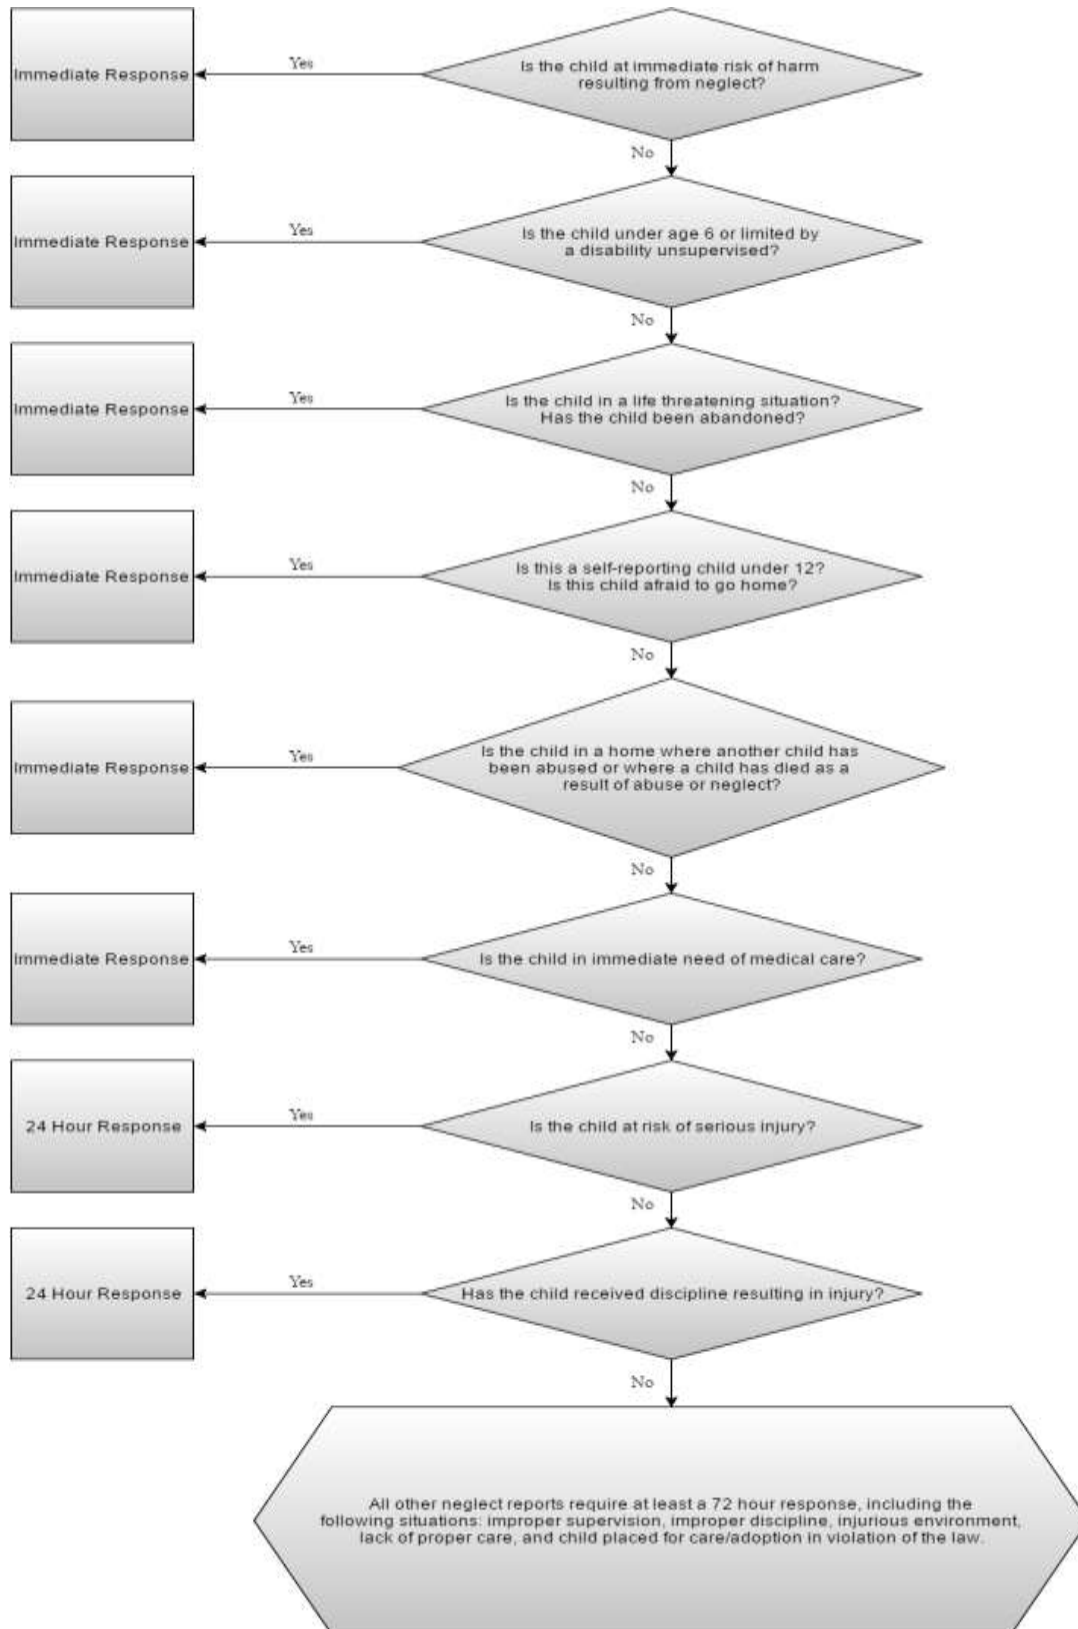 Is the child at immediate risk of harm
resulting from neglect?
Yes
Immediate Response
No
Is the child under age 6 or limited by
a disability unsupervised?
Yes
Immediate Response
No
Is the child in a life threatening situation?
Has the child been abandoned?
Yes
Immediate Response
No
Is this a self-reporting child under 12?
Is this child afraid to go home?
Yes
Immediate Response
No
Is the child in a home where another child has
been abused or where a child has died as a
result of abuse or neglect?
Yes
Immediate Response
No
Is the child in immediate need of medical care?
Yes
Immediate Response
No
Is the child at risk of serious injury?
Yes
24 Hour Response
No
Has the child received discipline resulting in injury?
Yes
24 Hour Response
No
All other neglect reports require at least a 72 hour response, including the
following situations: improper supervision, improper discipline, injurious environment,
lack of proper care, and child placed for care/adoption in violation of the law.